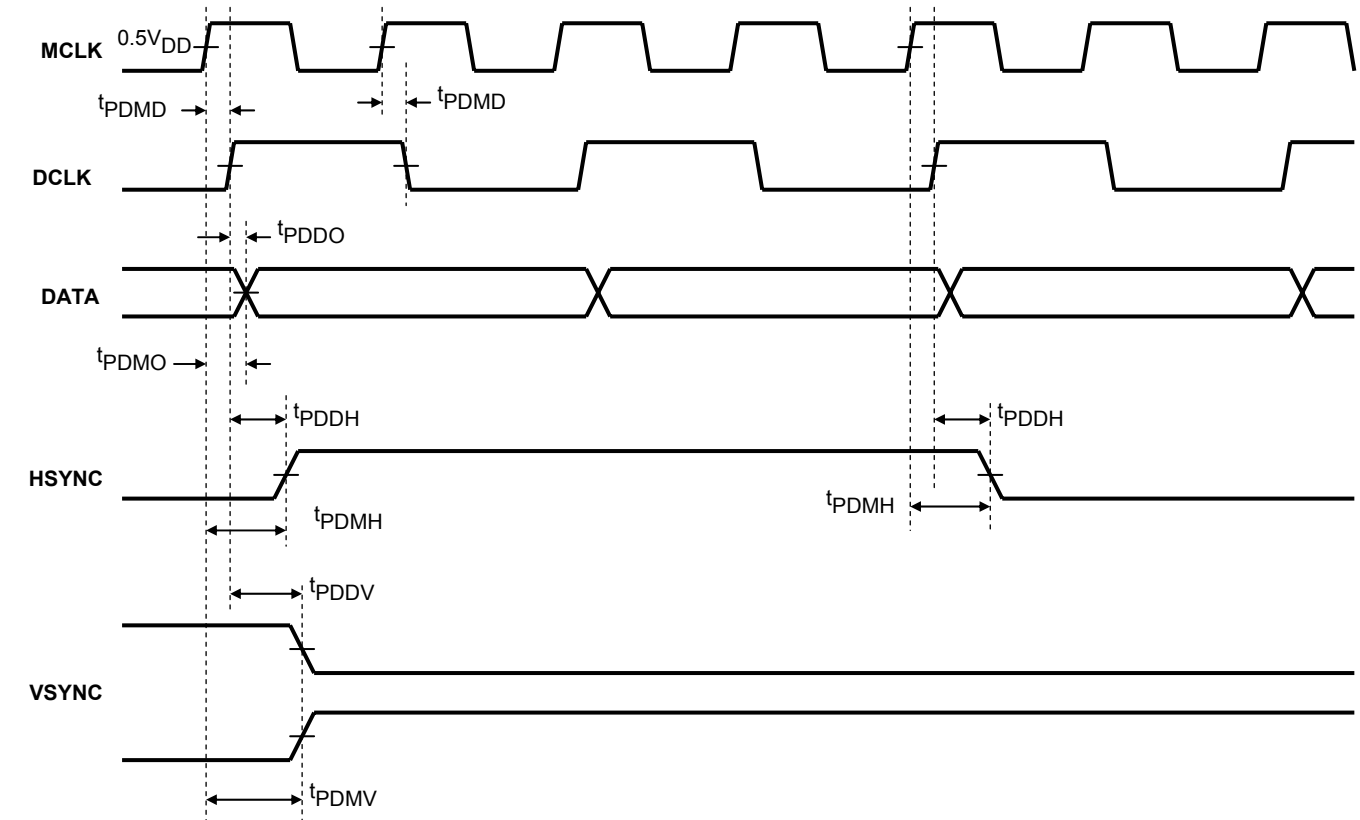 MCLK 0.5VDD
tPDMD tPDMD
DCLK
tPDDO
DATA
tPDMO
tPDDH tPDDH
HSYNC
tPDMH tPDMH
tPDDV
VSYNC
tPDMV